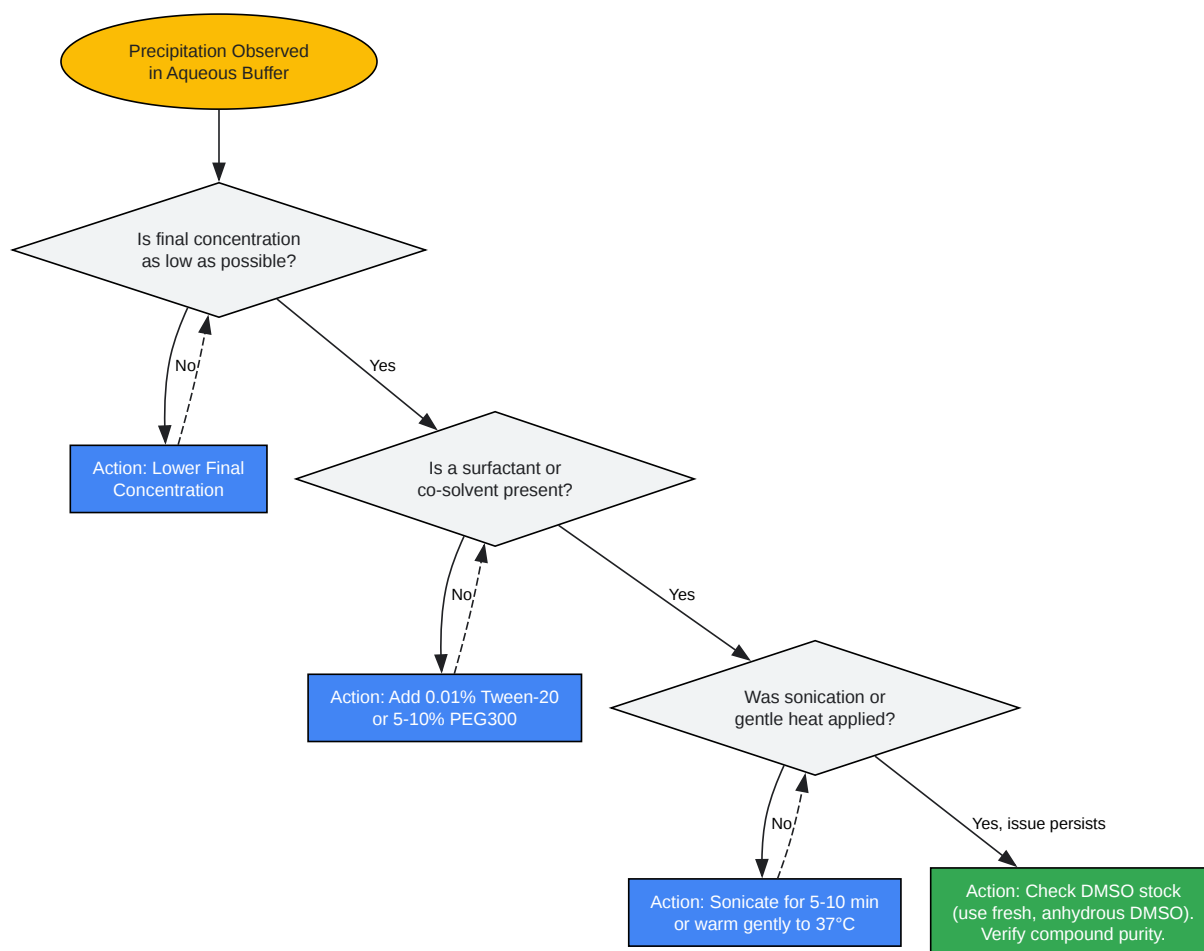 Precipitation Observed
in Aqueous Buffer
Is final concentration
as low as possible?
No
Yes
Action: Lower Final
Concentration
Is a surfactant or
co-solvent present?
No
Yes
Action: Add 0.01% Tween-20
or 5-10% PEG300
Was sonication or
gentle heat applied?
No
Yes, issue persists
Action: Sonicate for 5-10 min
or warm gently to 37°C
Action: Check DMSO stock
(use fresh, anhydrous DMSO).
Verify compound purity.